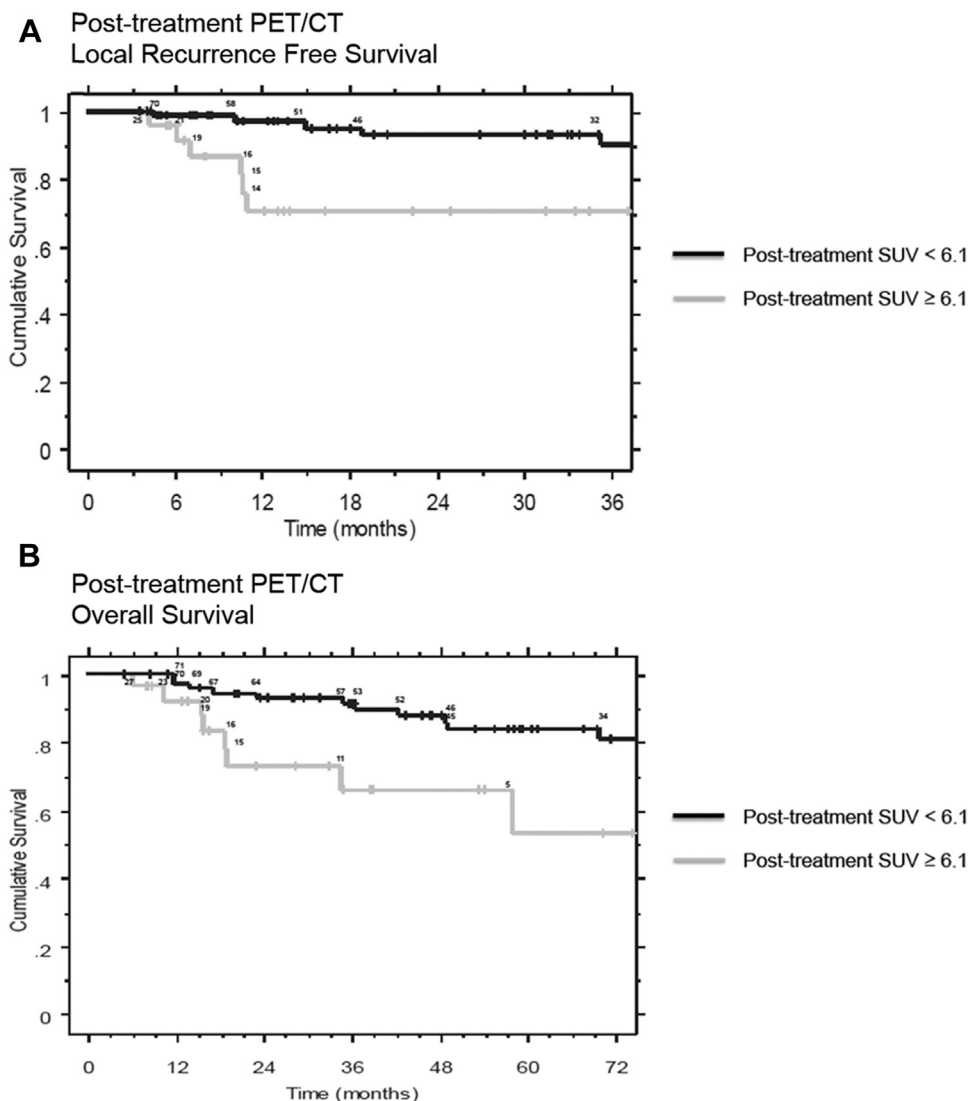 A
Post-treatment PET/CT
Local Recurrence Free Survival
Cumulative Survival
1
.8
.6
.4
.2
0
70
58
51
46
32
25
21
19
16
15
14
0 6 12 18 24 30 36
Time (months)
Post-treatment SUV < 6.1
Post-treatment SUV ≥ 6.1
B
Post-treatment PET/CT
Overall Survival
Cumulative Survival
1
.8
.6
.4
.2
0
71
70
69
67
64
57
53
52
46
45
34
27
23
20
19
16
15
11
5
0 12 24 36 48 60 72
Time (months)
Post-treatment SUV < 6.1
Post-treatment SUV ≥ 6.1